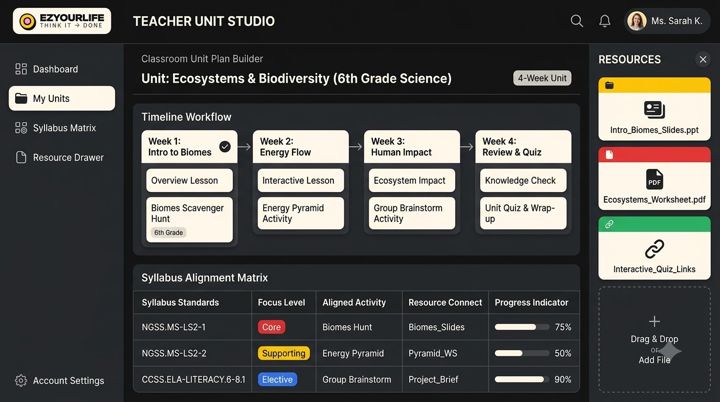 EZYOURLIFE
THINK IT → DONE
TEACHER UNIT STUDIO
Ms. Sarah K.
Dashboard
My Units
Syllabus Matrix
Resource Drawer
Account Settings
Classroom Unit Plan Builder
Unit: Ecosystems & Biodiversity (6th Grade Science)
4-Week Unit
Timeline Workflow
Week 1:
Intro to Biomes
Overview Lesson
Biomes Scavenger
Hunt
6th Grade
Week 2:
Energy Flow
Interactive Lesson
Energy Pyramid
Activity
Week 3:
Human Impact
Ecosystem Impact
Group Brainstorm
Activity
Week 4:
Review & Quiz
Knowledge Check
Unit Quiz & Wrap-
up
Syllabus Alignment Matrix
Syllabus Standards Focus Level Aligned Activity Resource Connect Progress Indicator
NGSS.MS-LS2-1 Core Biomes Hunt Biomes_Slides 75%
NGSS.MS-LS2-2 Supporting Energy Pyramid Pyramid_WS 50%
CCSS.ELA-LITERACY.6-8.1 Elective Group Brainstorm Project_Brief 90%
RESOURCES
Intro_Biomes_Slides.ppt
PDF
Ecosystems_Worksheet.pdf
Interactive_Quiz_Links
Drag & Drop
OR
Add File